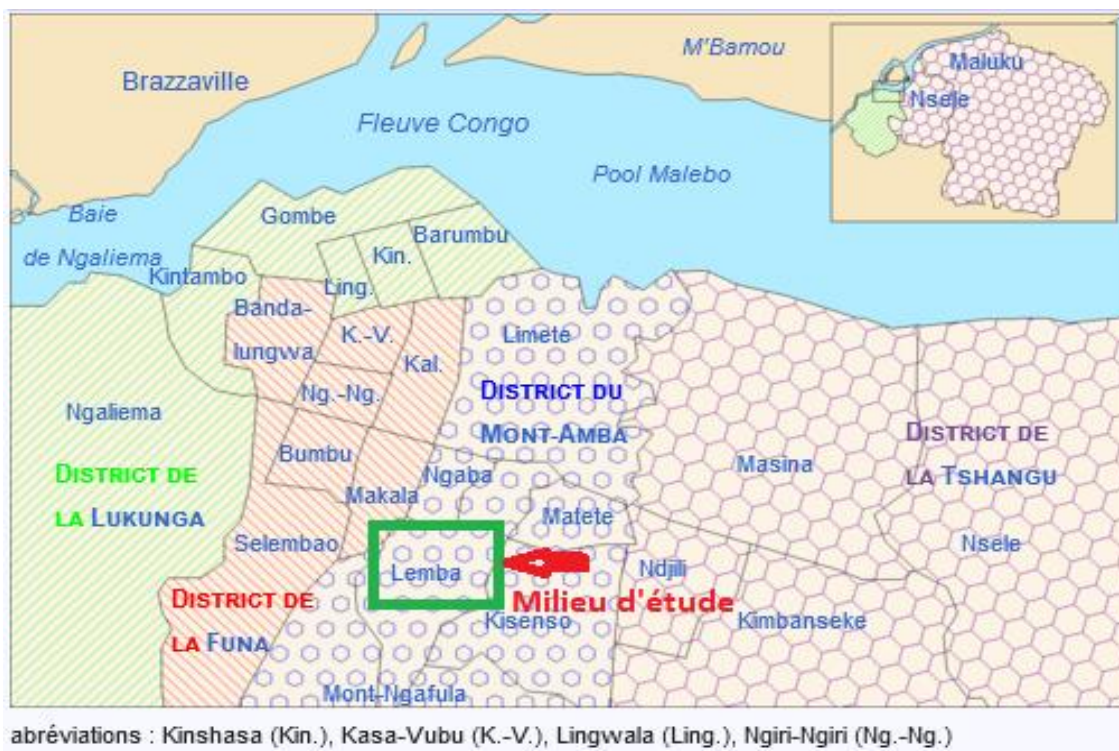 Brazzaville
M'Bamou
Fleuve Congo
Pool Malebo
Maluku
Nsele
Baie
de Ngaliema
Gombe
Barumbu
Kin.
Kintambo
Ling.
Banda-
lungwa
K.-V.
Kal.
Limete
Ng.-Ng.
Ngaliema
DISTRICT DU
MONT-AMBA
DISTRICT DE
LA TSHANGU
Bumbu
Ngaba
Masina
DISTRICT DE
LA LUKUNGA
Makala
Matete
Selembao
Nsele
Lemba
Ndjili
DISTRICT DE
LA FUNA
Milieu d'étude
Kisenso
Kimbanseke
Mont-Ngafula
abréviations : Kinshasa (Kin.), Kasa-Vubu (K.-V.), Lingwala (Ling.), Ngiri-Ngiri (Ng.-Ng.)